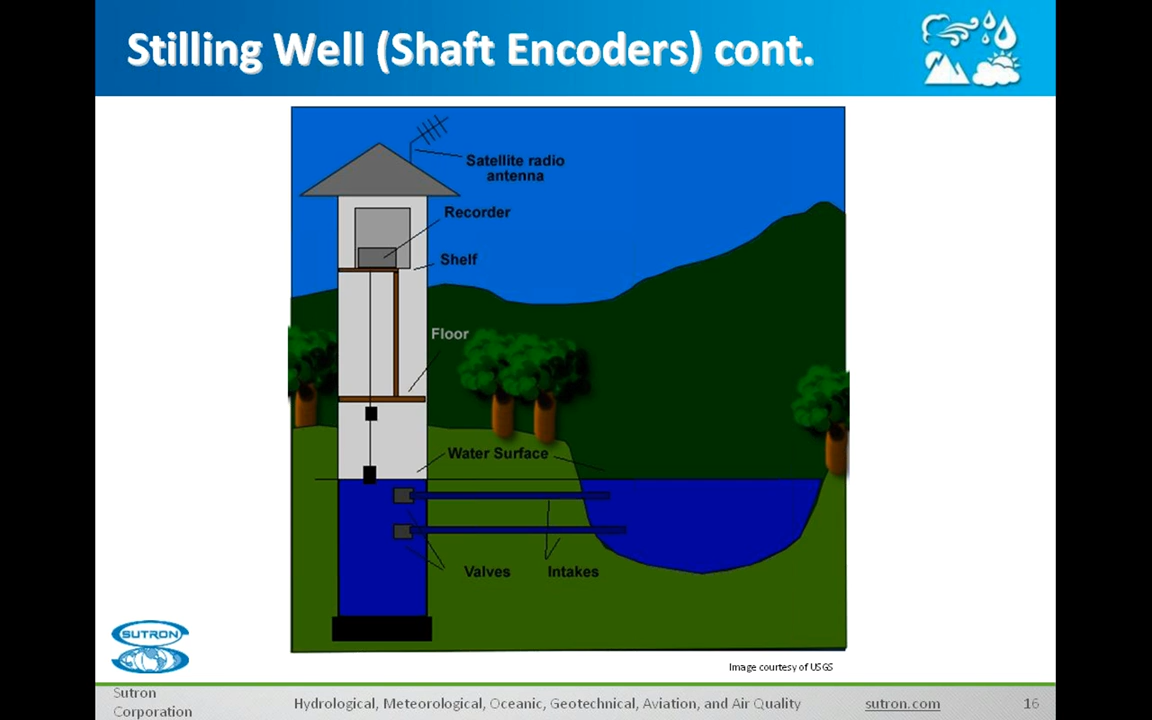 Stilling Well (Shaft Encoders) cont.
Satellite radio
antenna
Recorder
Shelf
Floor
Water Surface
Valves
Intakes
SUTRON
Image courtesy of USGS
Sutron
Corporation
Hydrological, Meteorological, Oceanic, Geotechnical, Aviation, and Air Quality
sutron.com
16